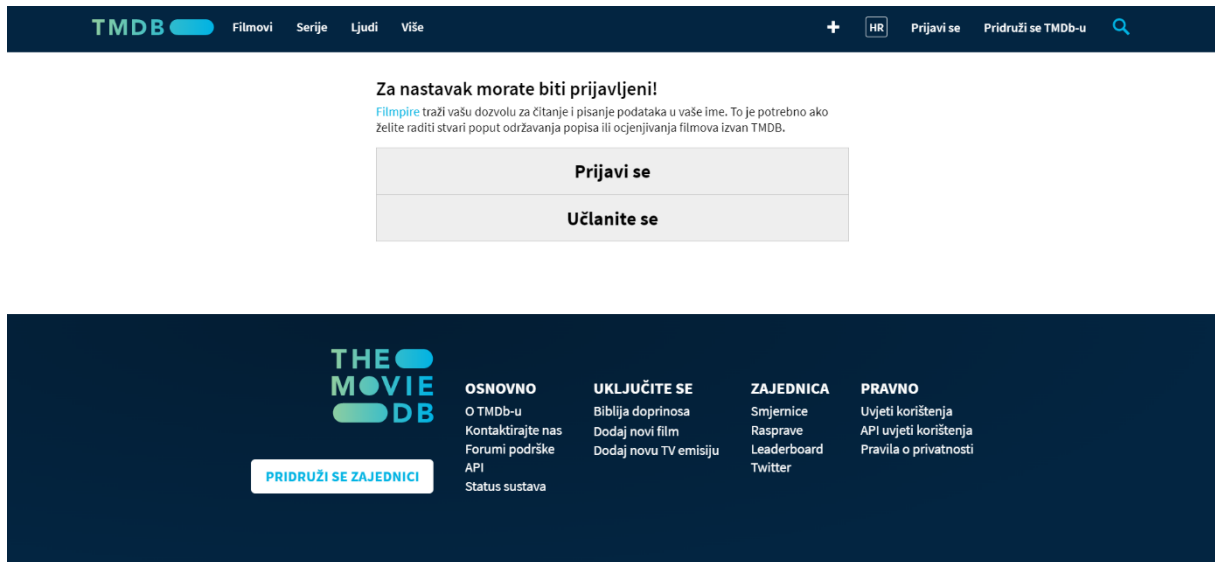 TMDB Filmovi Serije Ljudi Više + HR Prijavi se Pridruži se TMDb-u
Za nastavak morate biti prijavljeni!
Filmpire traži vašu dozvolu za čitanje i pisanje podataka u vaše ime. To je potrebno ako
želite raditi stvari poput održavanja popisa ili ocjenjivanja filmova izvan TMDB.
Prijavi se
Učlanite se
THE
MOVIE
DB
PRIDRUŽI SE ZAJEDNICI
OSNOVNO
O TMDb-u
Kontaktirajte nas
Forumi podrške
API
Status sustava
UKLJUČITE SE
Biblija doprinosa
Dodaj novi film
Dodaj novu TV emisiju
ZAJEDNICA
Smjernice
Rasprave
Leaderboard
Twitter
PRAVNO
Uvjeti korištenja
API uvjeti korištenja
Pravila o privatnosti